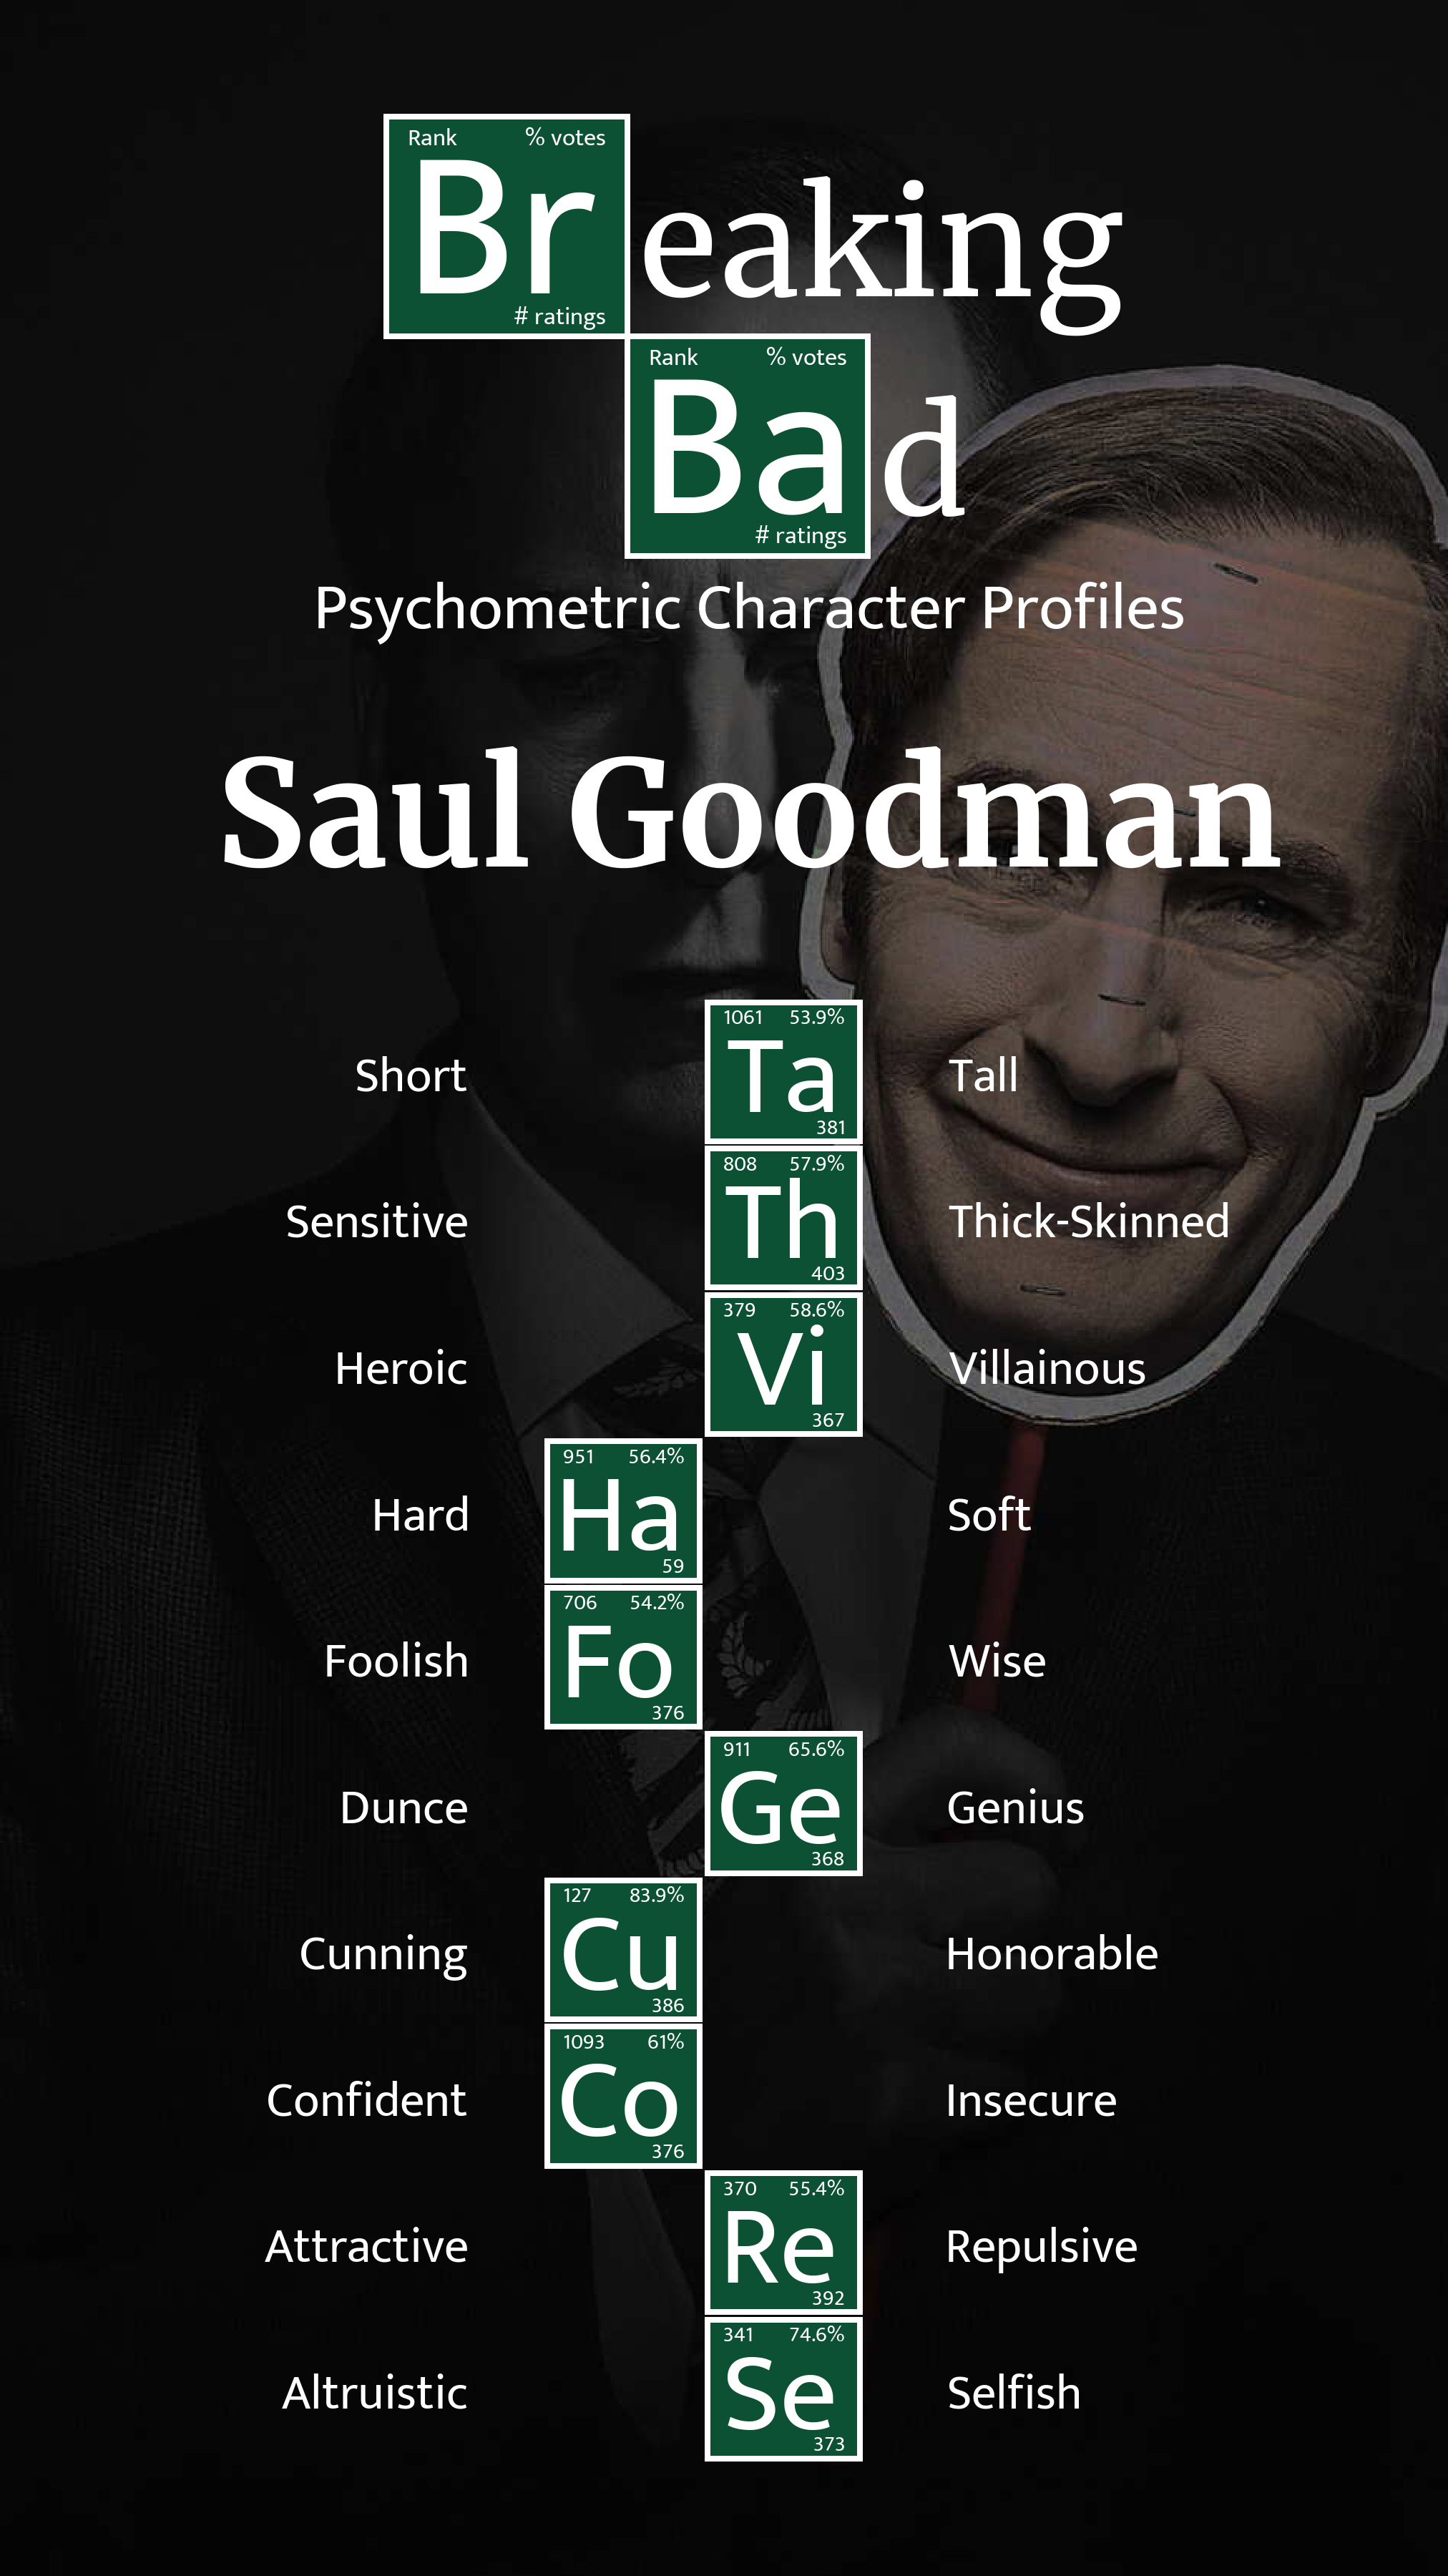 Rank % votes
Breaking
# ratings
Rank % votes
Bad
# ratings
Psychometric Character Profiles
Saul Goodman
1061 53.9%
Short Ta Tall
381
808 57.9%
Sensitive Th Thick-Skinned
403
379 58.6%
Heroic Vi Villainous
367
951 56.4%
Hard Ha Soft
59
706 54.2%
Foolish Fo Wise
376
911 65.6%
Dunce Ge Genius
368
127 83.9%
Cunning Cu Honorable
386
1093 61%
Confident Co Insecure
376
370 55.4%
Attractive Re Repulsive
392
341 74.6%
Altruistic Se Selfish
373